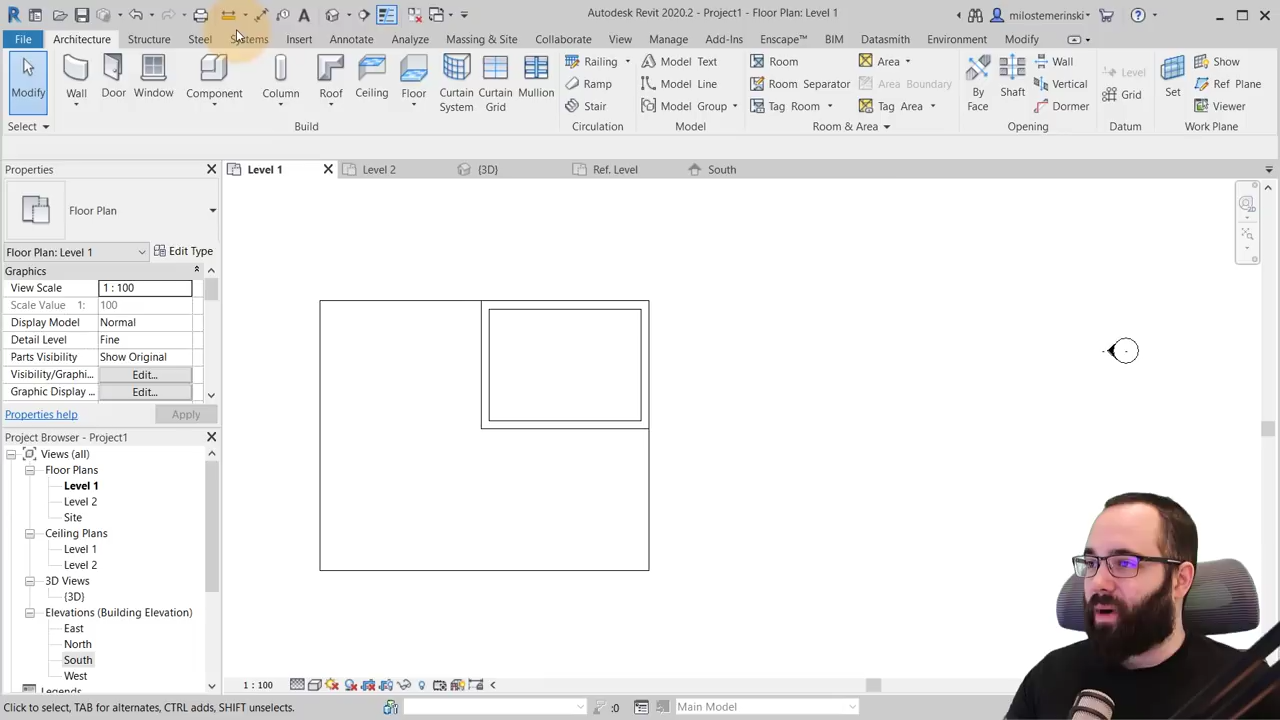 Autodesk Revit 2020.2 - Project1 - Floor Plan: Level 1
milostemerinski
File
Architecture
Structure
Steel
Systems
Insert
Annotate
Analyze
Massing & Site
Collaborate
View
Manage
Add-Ins
Enscape™
BIM
Datasmith
Environment
Modify
Modify
Wall
Door
Window
Component
Column
Roof
Ceiling
Floor
Curtain
System
Curtain
Grid
Mullion
Railing
Ramp
Stair
Model Text
Model Line
Model Group
Room
Room Separator
Tag Room
Area
Area Boundary
Tag Area
By
Face
Shaft
Wall
Vertical
Dormer
Level
Grid
Set
Show
Ref Plane
Viewer
Select
Build
Circulation
Model
Room & Area
Opening
Datum
Work Plane
Properties
Level 1
Level 2
{3D}
Ref. Level
South
Floor Plan
Floor Plan: Level 1
Edit Type
Graphics
View Scale
1 : 100
Scale Value 1:
100
Display Model
Normal
Detail Level
Fine
Parts Visibility
Show Original
Visibility/Graphi...
Edit...
Graphic Display ...
Edit...
Properties help
Apply
Project Browser - Project1
Views (all)
Floor Plans
Level 1
Level 2
Site
Ceiling Plans
Level 1
Level 2
3D Views
{3D}
Elevations (Building Elevation)
East
North
South
West
Legends
1 : 100
Click to select, TAB for alternates, CTRL adds, SHIFT unselects.
:0
Main Model